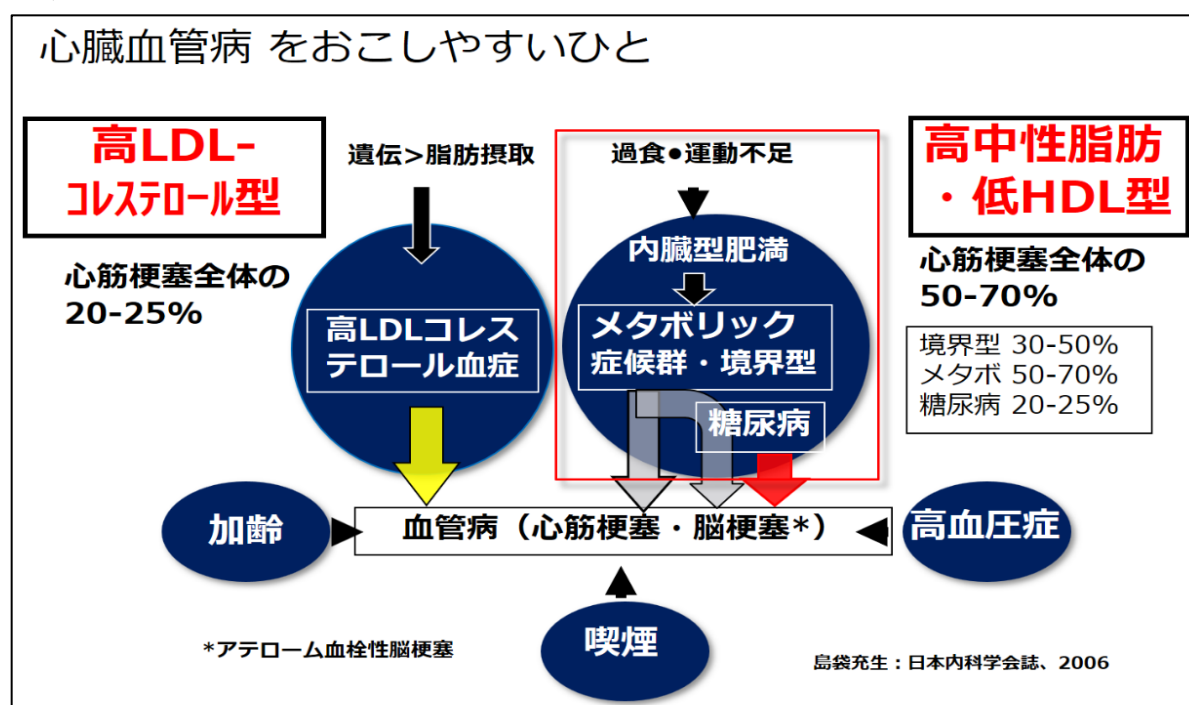 心臓血管病 をおこしやすいひと
高LDL-
ｺﾚｽﾃﾛｰﾙ型
心筋梗塞全体の
20-25%
遺伝>脂肪摂取
高LDLコレス
テロール血症
過食●運動不足
内臓型肥満
メタボリック
症候群・境界型
糖尿病
高中性脂肪
・低HDL型
心筋梗塞全体の
50-70%
境界型 30-50%
メタボ 50-70%
糖尿病 20-25%
加齢
血管病（心筋梗塞・脳梗塞*）
高血圧症
喫煙
*アテローム血栓性脳梗塞
島袋充生：日本内科学会誌、2006